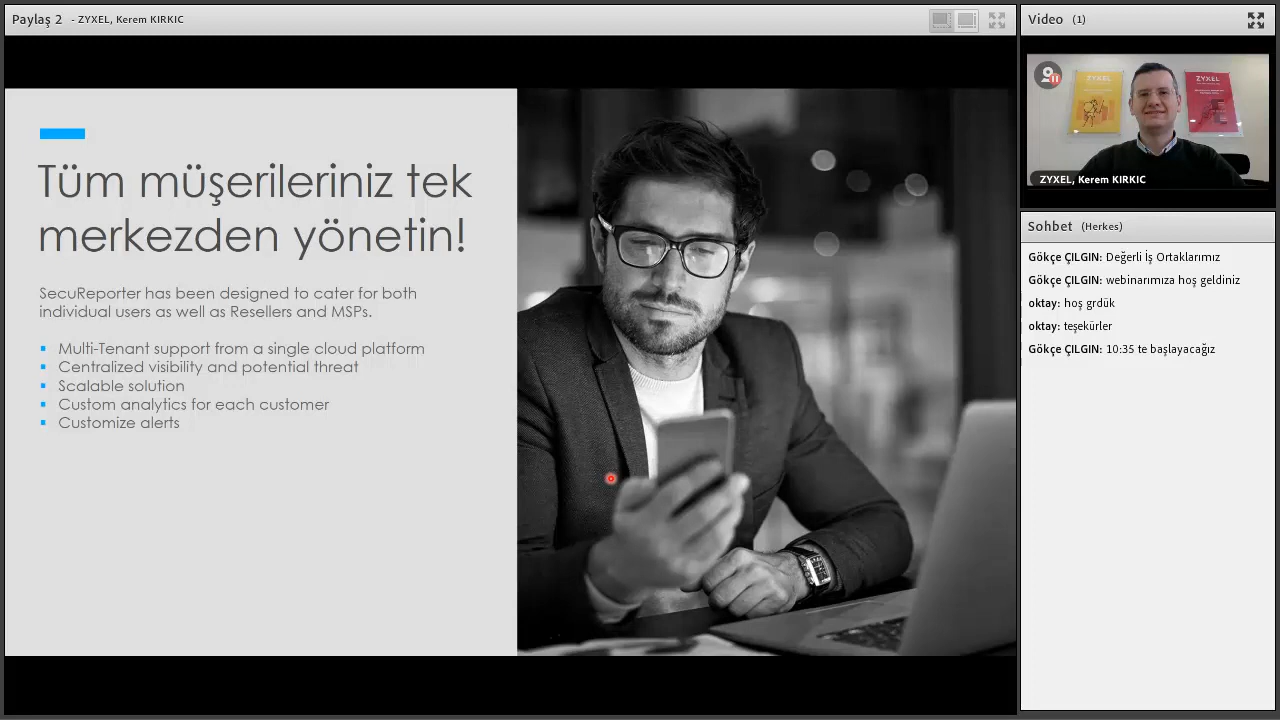 Paylaş 2 - ZYXEL, Kerem KIRKIC
Tüm müşerileriniz tek
merkezden yönetin!
SecuReporter has been designed to cater for both
individual users as well as Resellers and MSPs.
Multi-Tenant support from a single cloud platform
Centralized visibility and potential threat
Scalable solution
Custom analytics for each customer
Customize alerts
Video (1)
ZYXEL
ZYXEL
ZYXEL, Kerem KIRKIC
Sohbet (Herkes)
Gökçe ÇILGIN: Değerli İş Ortaklarımız
Gökçe ÇILGIN: webinarımıza hoş geldiniz
oktay: hoş grdük
oktay: teşekürler
Gökçe ÇILGIN: 10:35 te başlayacağız